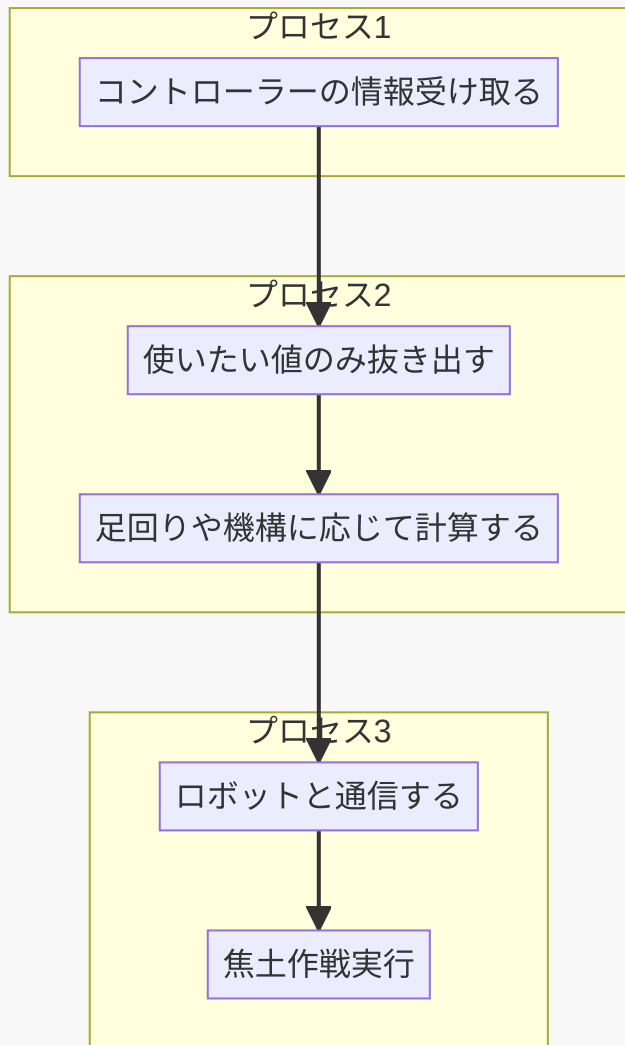 プロセス1
コントローラーの情報受け取る
プロセス2
使いたい値のみ抜き出す
足回りや機構に応じて計算する
プロセス3
ロボットと通信する
焦土作戦実行